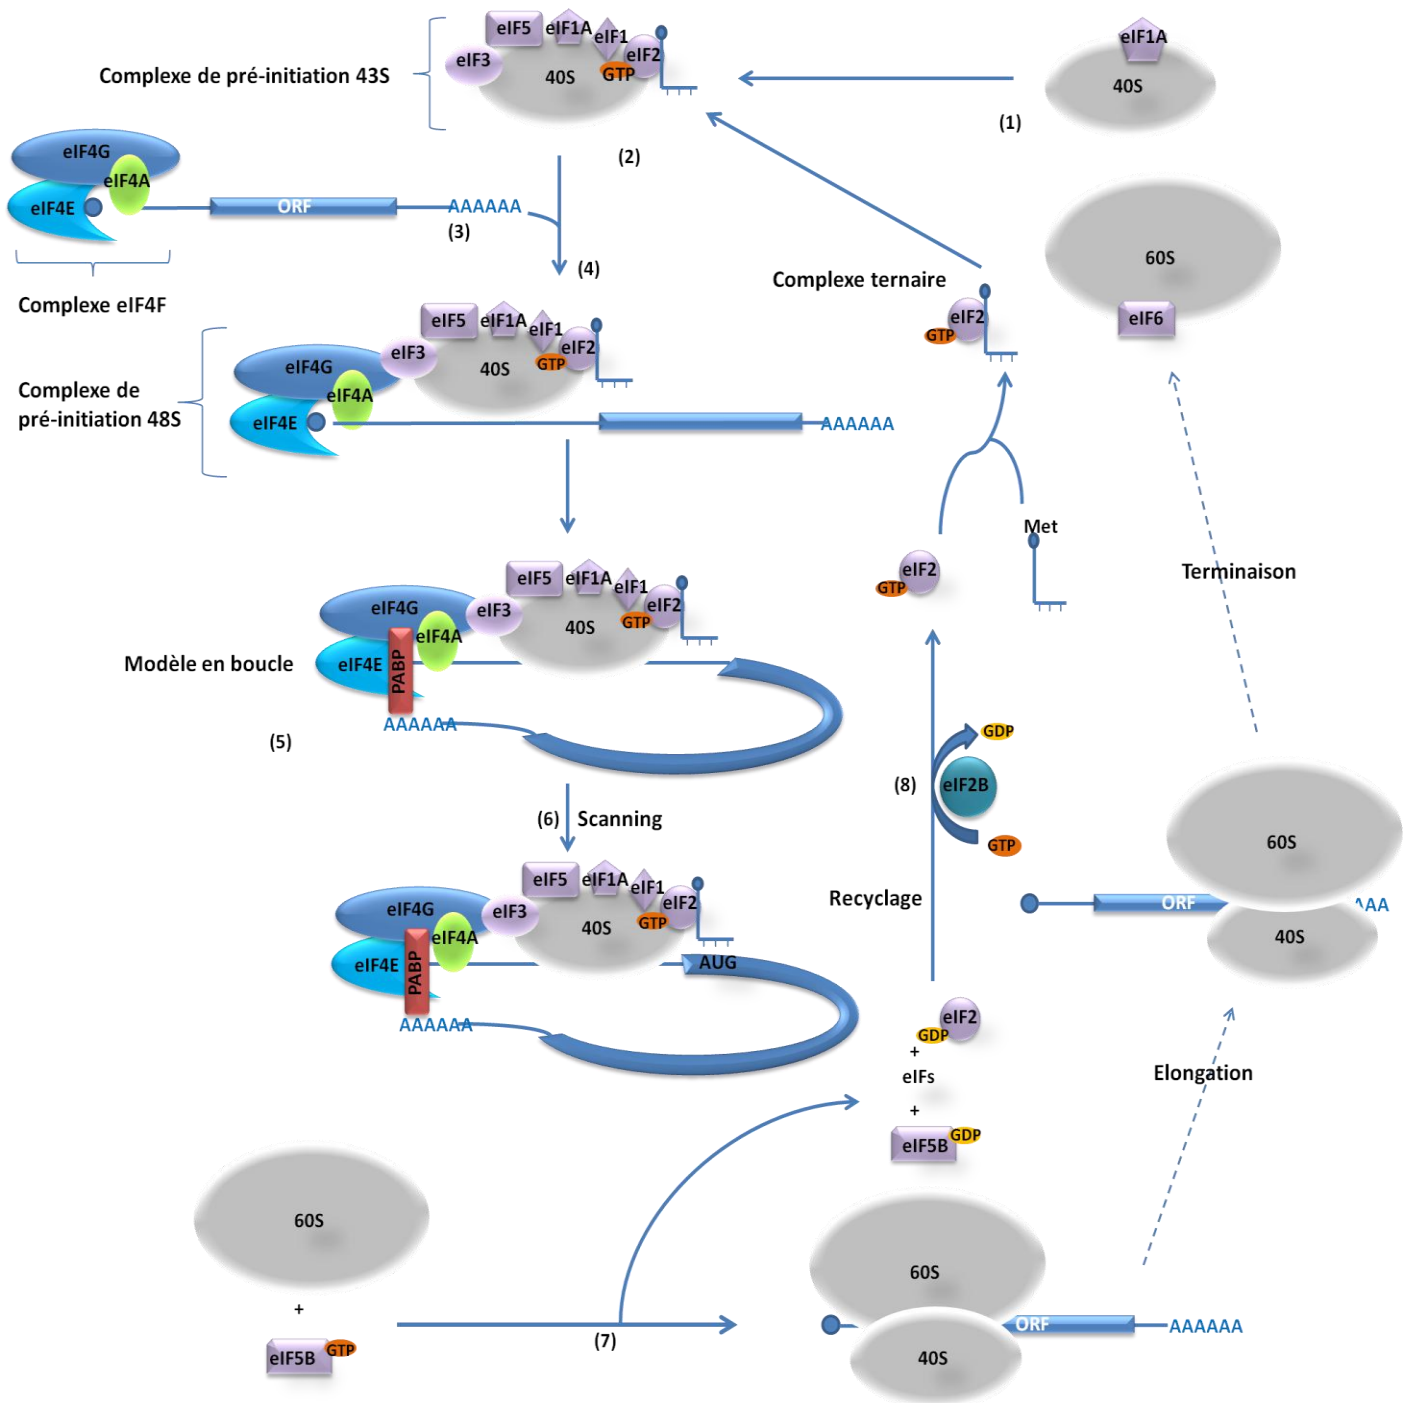 eIF5
eIF1A
eIF1
eIF2
eIF3
GTP
40S
Complexe de pré-initiation 43S
eIF1A
40S
(1)
(2)
eIF4G
eIF4A
eIF4E
ORF
AAAAAA
(3)
(4)
Complexe eIF4F
60S
eIF6
Complexe ternaire
eIF2
GTP
eIF5
eIF1A
eIF1
eIF2
eIF3
GTP
40S
eIF4G
eIF4A
eIF4E
AAAAAA
Complexe de
pré-initiation 48S
Met
eIF2
GTP
Terminaison
eIF5
eIF1A
eIF1
eIF2
eIF3
GTP
40S
eIF4G
eIF4A
eIF4E
PABP
AAAAAA
Modèle en boucle
(5)
(6)
Scanning
GDP
(8)
eIF2B
GTP
Recyclage
60S
ORF
AAA
40S
eIF5
eIF1A
eIF1
eIF2
eIF3
GTP
40S
eIF4G
eIF4A
eIF4E
PABP
AUG
AAAAAA
eIF2
GDP
+
eIFs
+
GDP
eIF5B
Elongation
60S
+
eIF5B
GTP
(7)
60S
ORF
AAAAAA
40S